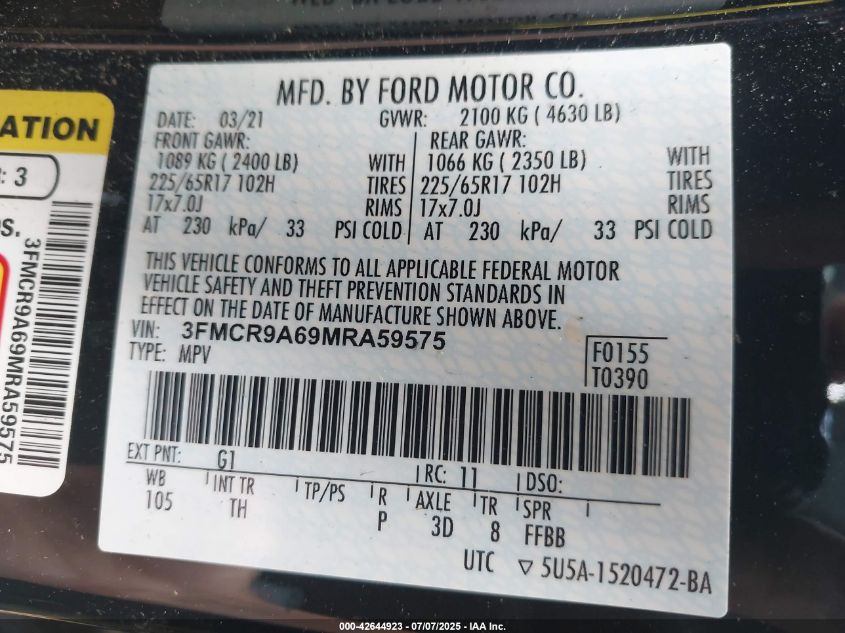 MFD. BY FORD MOTOR CO.
DATE: 03/21 GVWR: 2100 KG ( 4630 LB)
FRONT GAWR: REAR GAWR:
1089 KG ( 2400 LB) WITH 1066 KG ( 2350 LB) WITH
225/65R17 102H TIRES 225/65R17 102H TIRES
17x7.0J RIMS 17x7.0J RIMS
AT 230 kPa/ 33 PSI COLD AT 230 kPa/ 33 PSI COLD
THIS VEHICLE CONFORMS TO ALL APPLICABLE FEDERAL MOTOR
VEHICLE SAFETY AND THEFT PREVENTION STANDARDS IN
EFFECT ON THE DATE OF MANUFACTURE SHOWN ABOVE.
VIN: 3FMCR9A69MRA59575
TYPE: MPV
F0155
T0390
EXT PNT: G1 RC: 11 DSO:
WB INT TR TP/PS R AXLE TR SPR
105 TH P 3D 8 FFBB
UTC ▽ 5U5A-1520472-BA
ATION
: 3
S.
3FMCR9A69MRA59575
000-42644923 - 07/07/2025 - IAA Inc.